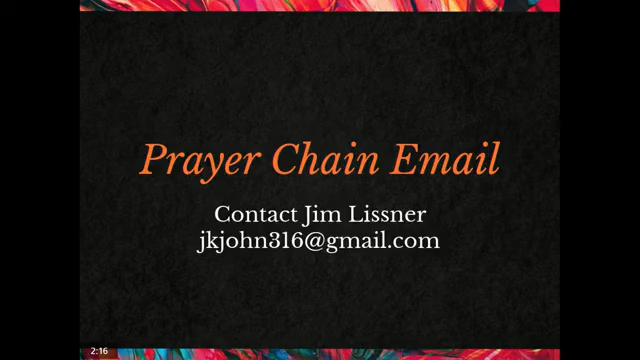 Prayer Chain Email
Contact Jim Lissner
jkjohn316@gmail.com
2:16